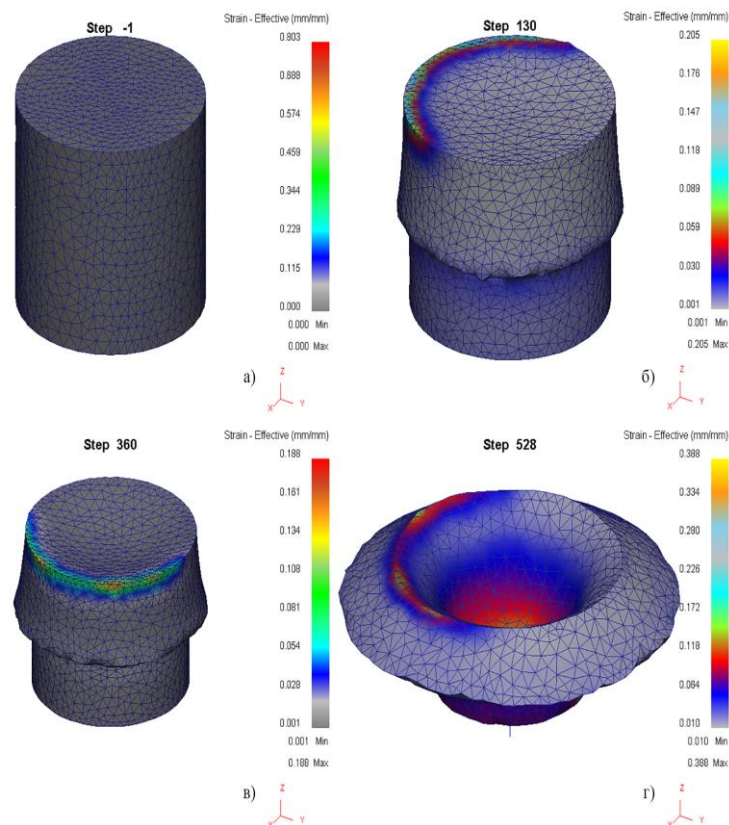 Step -1
Strain - Effective (mm/mm)
0.803
0.888
0.574
0.459
0.344
0.229
0.115
0.000
0.000 Min
0.000 Max
а)
Z
X
Y
Step 130
Strain - Effective (mm/mm)
0.205
0.176
0.147
0.118
0.089
0.059
0.030
0.001
0.001 Min
0.205 Max
б)
Z
X
Y
Step 360
Strain - Effective (mm/mm)
0.188
0.161
0.134
0.108
0.081
0.054
0.028
0.001
0.001 Min
0.188 Max
в)
Z
X
Y
Step 528
Strain - Effective (mm/mm)
0.388
0.334
0.280
0.226
0.172
0.118
0.084
0.010
0.010 Min
0.388 Max
г)
Z
X
Y